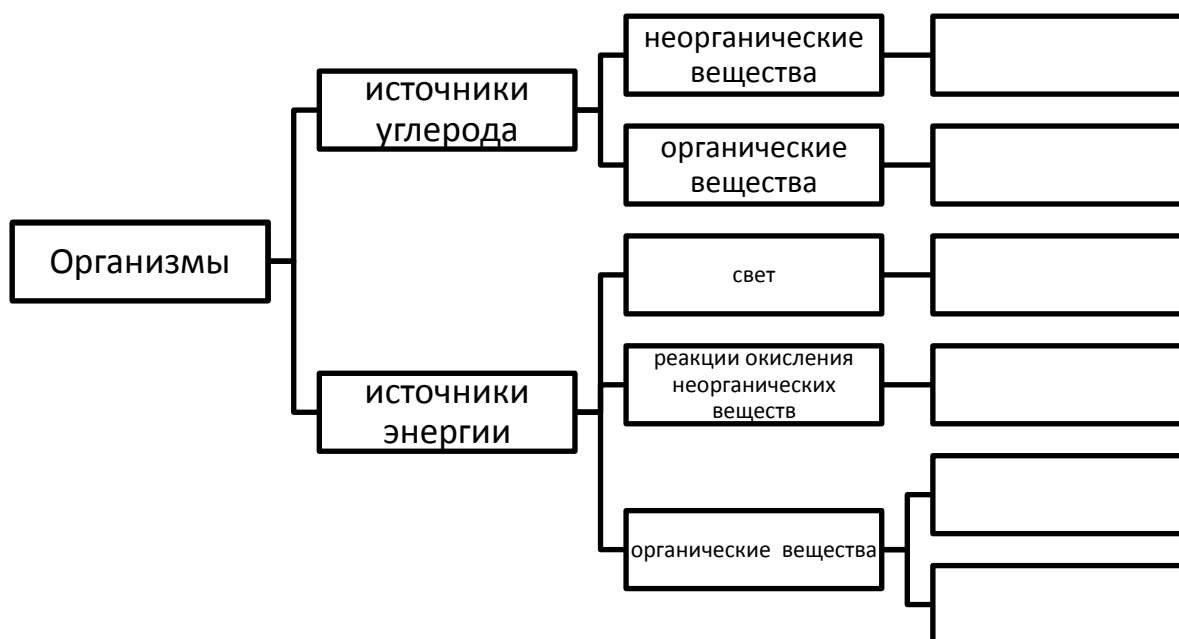 неорганические
вещества
источники
углерода
органические
вещества
Организмы
свет
реакции окисления
неорганических
веществ
источники
энергии
органические вещества